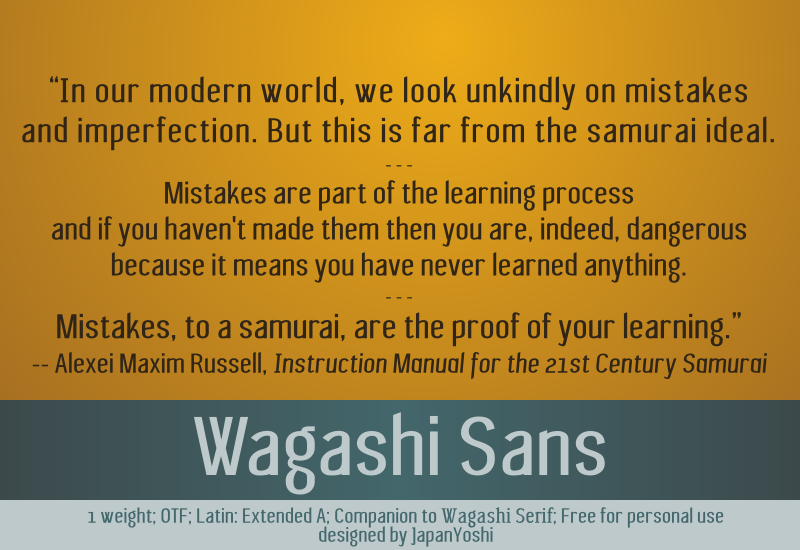 “In our modern world, we look unkindly on mistakes
and imperfection. But this is far from the samurai ideal.
---
Mistakes are part of the learning process
and if you haven't made them then you are, indeed, dangerous
because it means you have never learned anything.
---
Mistakes, to a samurai, are the proof of your learning.”
-- Alexei Maxim Russell, Instruction Manual for the 21st Century Samurai
Wagashi Sans
1 weight; OTF; Latin: Extended A; Companion to Wagashi Serif; Free for personal use
designed by JapanYoshi